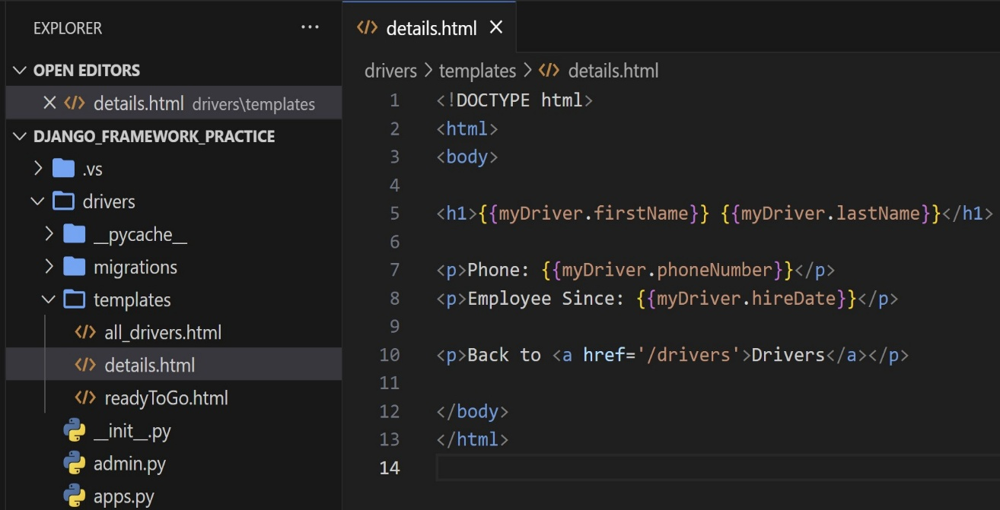 EXPLORER ...
OPEN EDITORS
details.html drivers\templates
DJANGO_FRAMEWORK_PRACTICE
.vs
drivers
__pycache__
migrations
templates
all_drivers.html
details.html
readyToGo.html
__init__.py
admin.py
apps.py
details.html
drivers > templates > details.html
1 <!DOCTYPE html>
2 <html>
3 <body>
4
5 <h1>{{myDriver.firstName}} {{myDriver.lastName}}</h1>
6
7 <p>Phone: {{myDriver.phoneNumber}}</p>
8 <p>Employee Since: {{myDriver.hireDate}}</p>
9
10 <p>Back to <a href='/drivers'>Drivers</a></p>
11
12 </body>
13 </html>
14